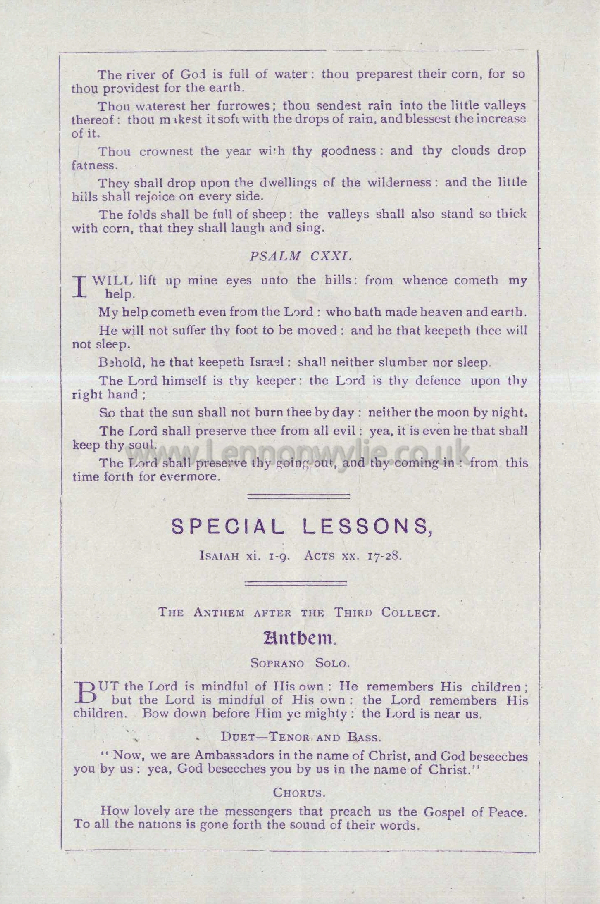 The river of God is full of water : thou preparest their corn, for so
thou providest for the earth.
Thou waterest her furrowes ; thou sendest rain into the little valleys
thereof : thou makest it soft with the drops of rain, and blessest the increase
of it.
Thou crownest the year with thy goodness : and thy clouds drop
fatness.
They shall drop upon the dwellings of the wilderness : and the little
hills shall rejoice on every side.
The folds shall be full of sheep : the valleys shall also stand so thick
with corn, that they shall laugh and sing.
PSALM CXXI.
I WILL lift up mine eyes unto the hills : from whence cometh my
help.
My help cometh even from the Lord : who hath made heaven and earth.
He will not suffer thy foot to be moved : and he that keepeth thee will
not sleep.
Behold, he that keepeth Israel : shall neither slumber nor sleep.
The Lord himself is thy keeper : the Lord is thy defence upon thy
right hand ;
So that the sun shall not burn thee by day : neither the moon by night.
The Lord shall preserve thee from all evil : yea, it is even he that shall
keep thy soul.
www.Lennonwylie.co.uk
The Lord shall preserve thy going out, and thy coming in : from this
time forth for evermore.
SPECIAL LESSONS,
ISAIAH xi. 1-9. ACTS xx. 17-28.
THE ANTHEM AFTER THE THIRD COLLECT.
Anthem.
SOPRANO SOLO.
BUT the Lord is mindful of His own : He remembers His children ;
but the Lord is mindful of His own : the Lord remembers His
children. Bow down before Him ye mighty : the Lord is near us.
DUET—TENOR AND BASS.
" Now, we are Ambassadors in the name of Christ, and God beseeches
you by us : yea, God beseeches you by us in the name of Christ."
CHORUS.
How lovely are the messengers that preach us the Gospel of Peace.
To all the nations is gone forth the sound of their words.